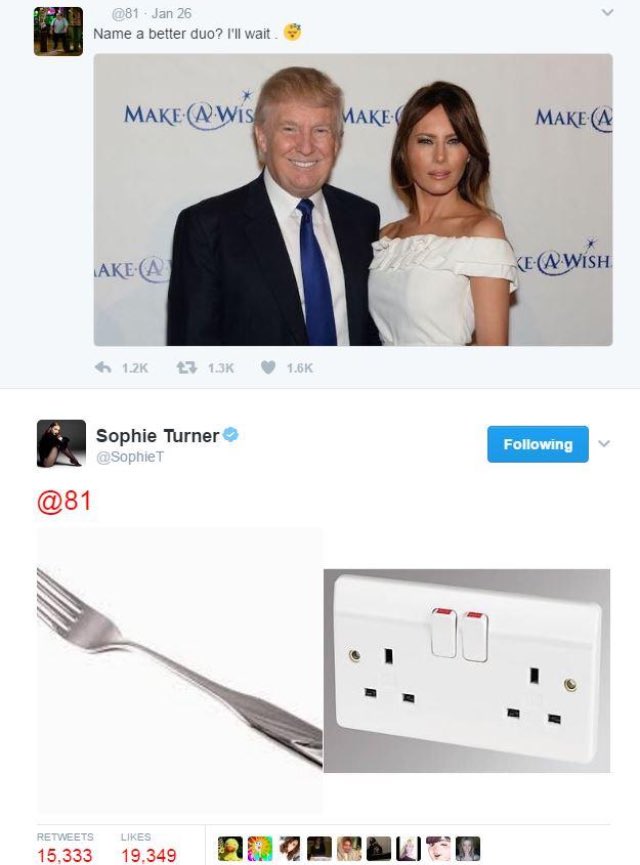 @81 · Jan 26
Name a better duo? I'll wait .
MAKE·A·WIS
MAKE·
MAKE·A
AKE·A
KE·A·WISH
1.2K 1.3K 1.6K
Sophie Turner
@SophieT
Following
@81
RETWEETS LIKES
15,333 19,349